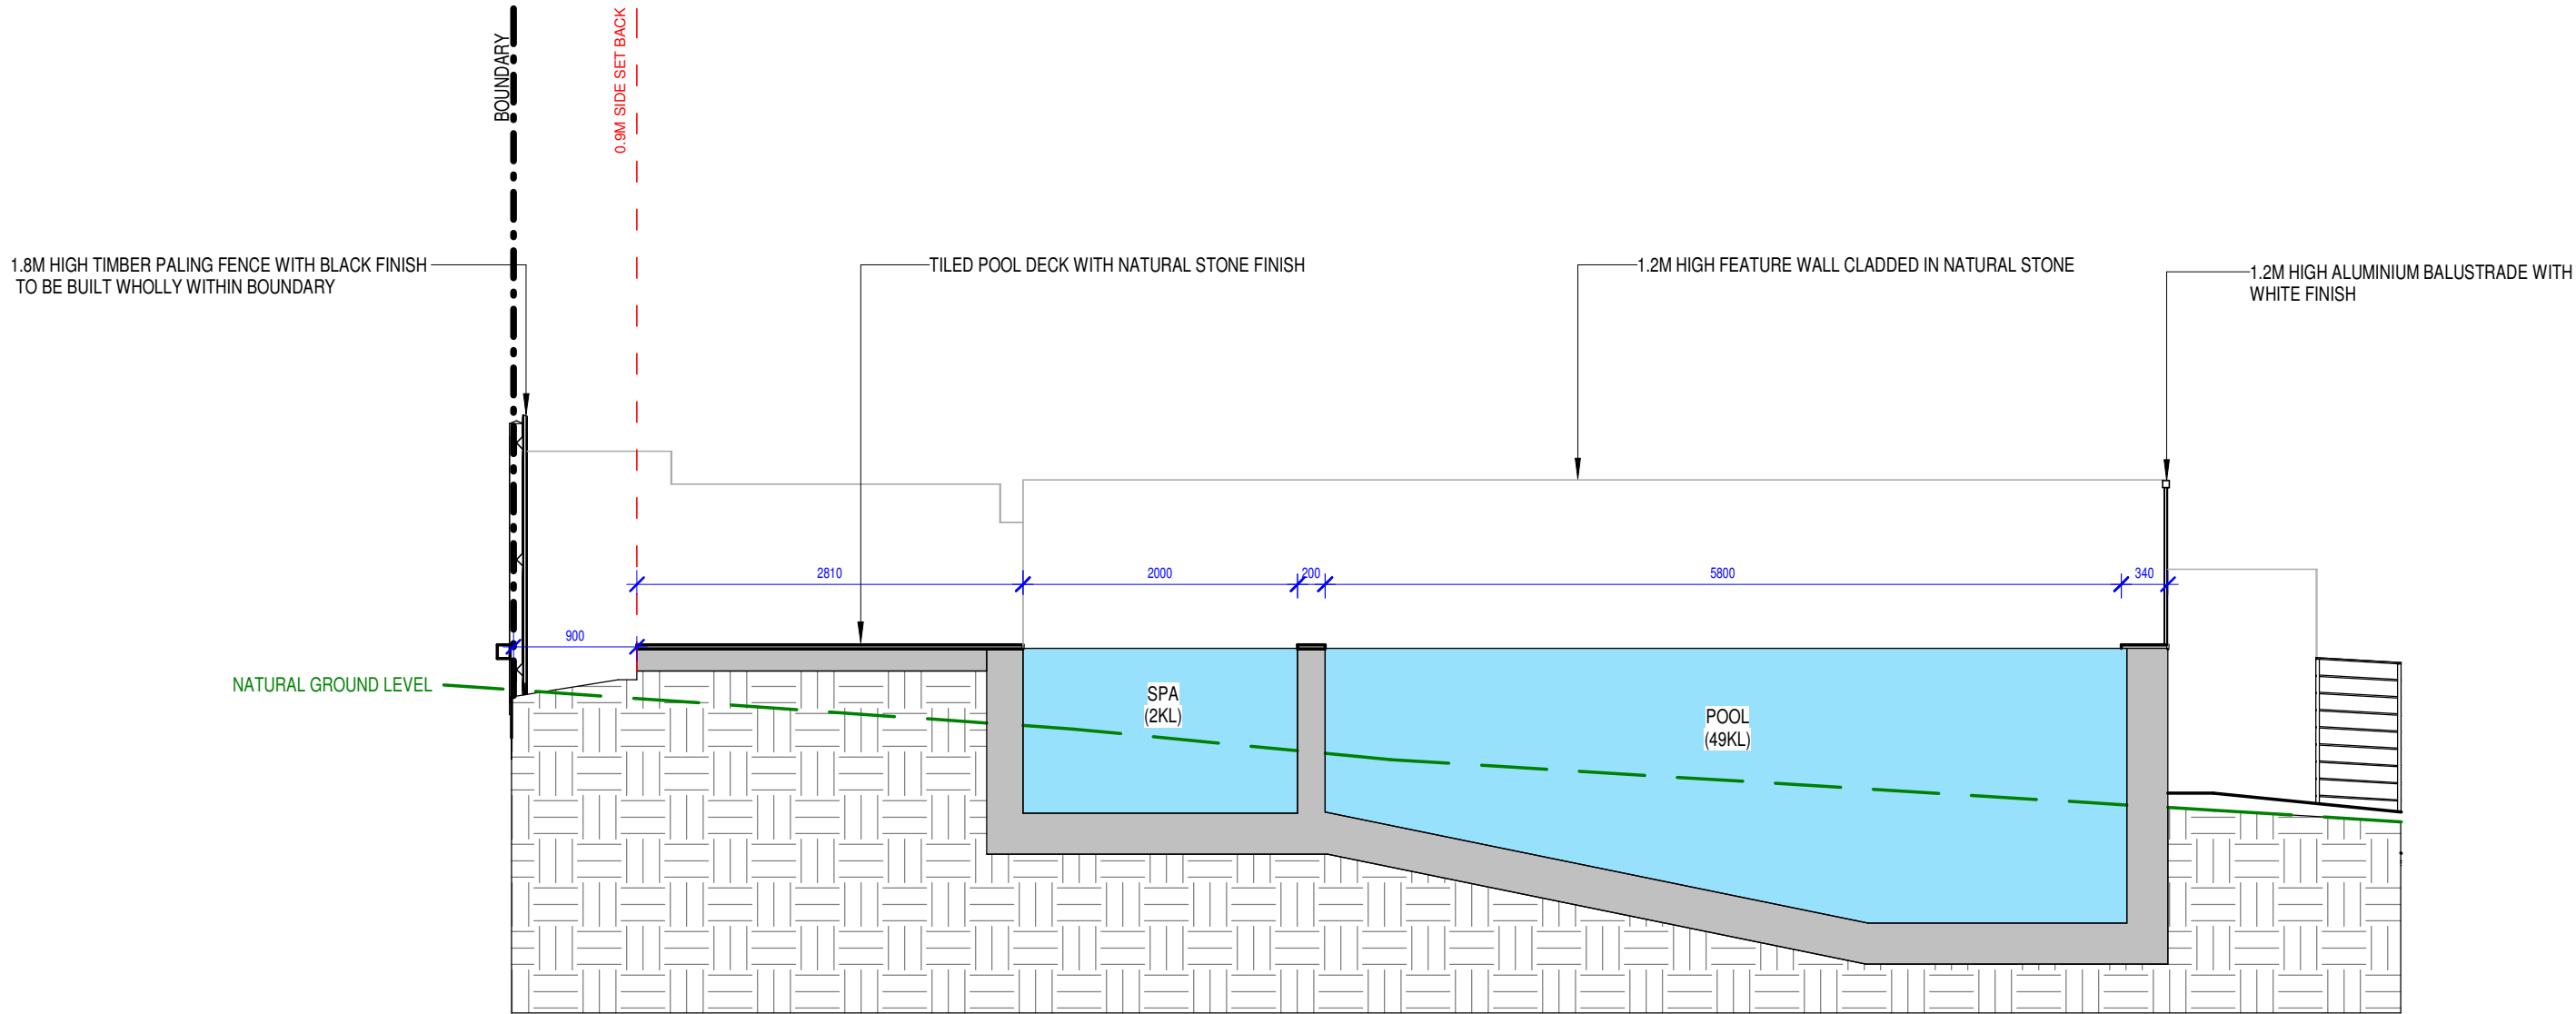 BOUNDARY
0.9M SIDE SET BACK
1.8M HIGH TIMBER PALING FENCE WITH BLACK FINISH
TO BE BUILT WHOLLY WITHIN BOUNDARY
TILED POOL DECK WITH NATURAL STONE FINISH
1.2M HIGH FEATURE WALL CLADDED IN NATURAL STONE
1.2M HIGH ALUMINIUM BALUSTRADE WITH
WHITE FINISH
2810
2000
200
5800
340
900
NATURAL GROUND LEVEL
SPA
(2KL)
POOL
(49KL)